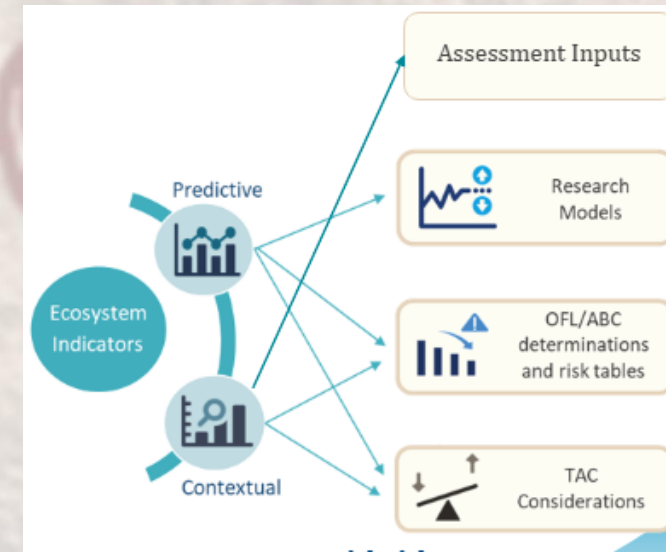 Assessment Inputs
Predictive
Research
Models
Ecosystem
Indicators
OFL/ABC
determinations
and risk tables
Contextual
TAC
Considerations